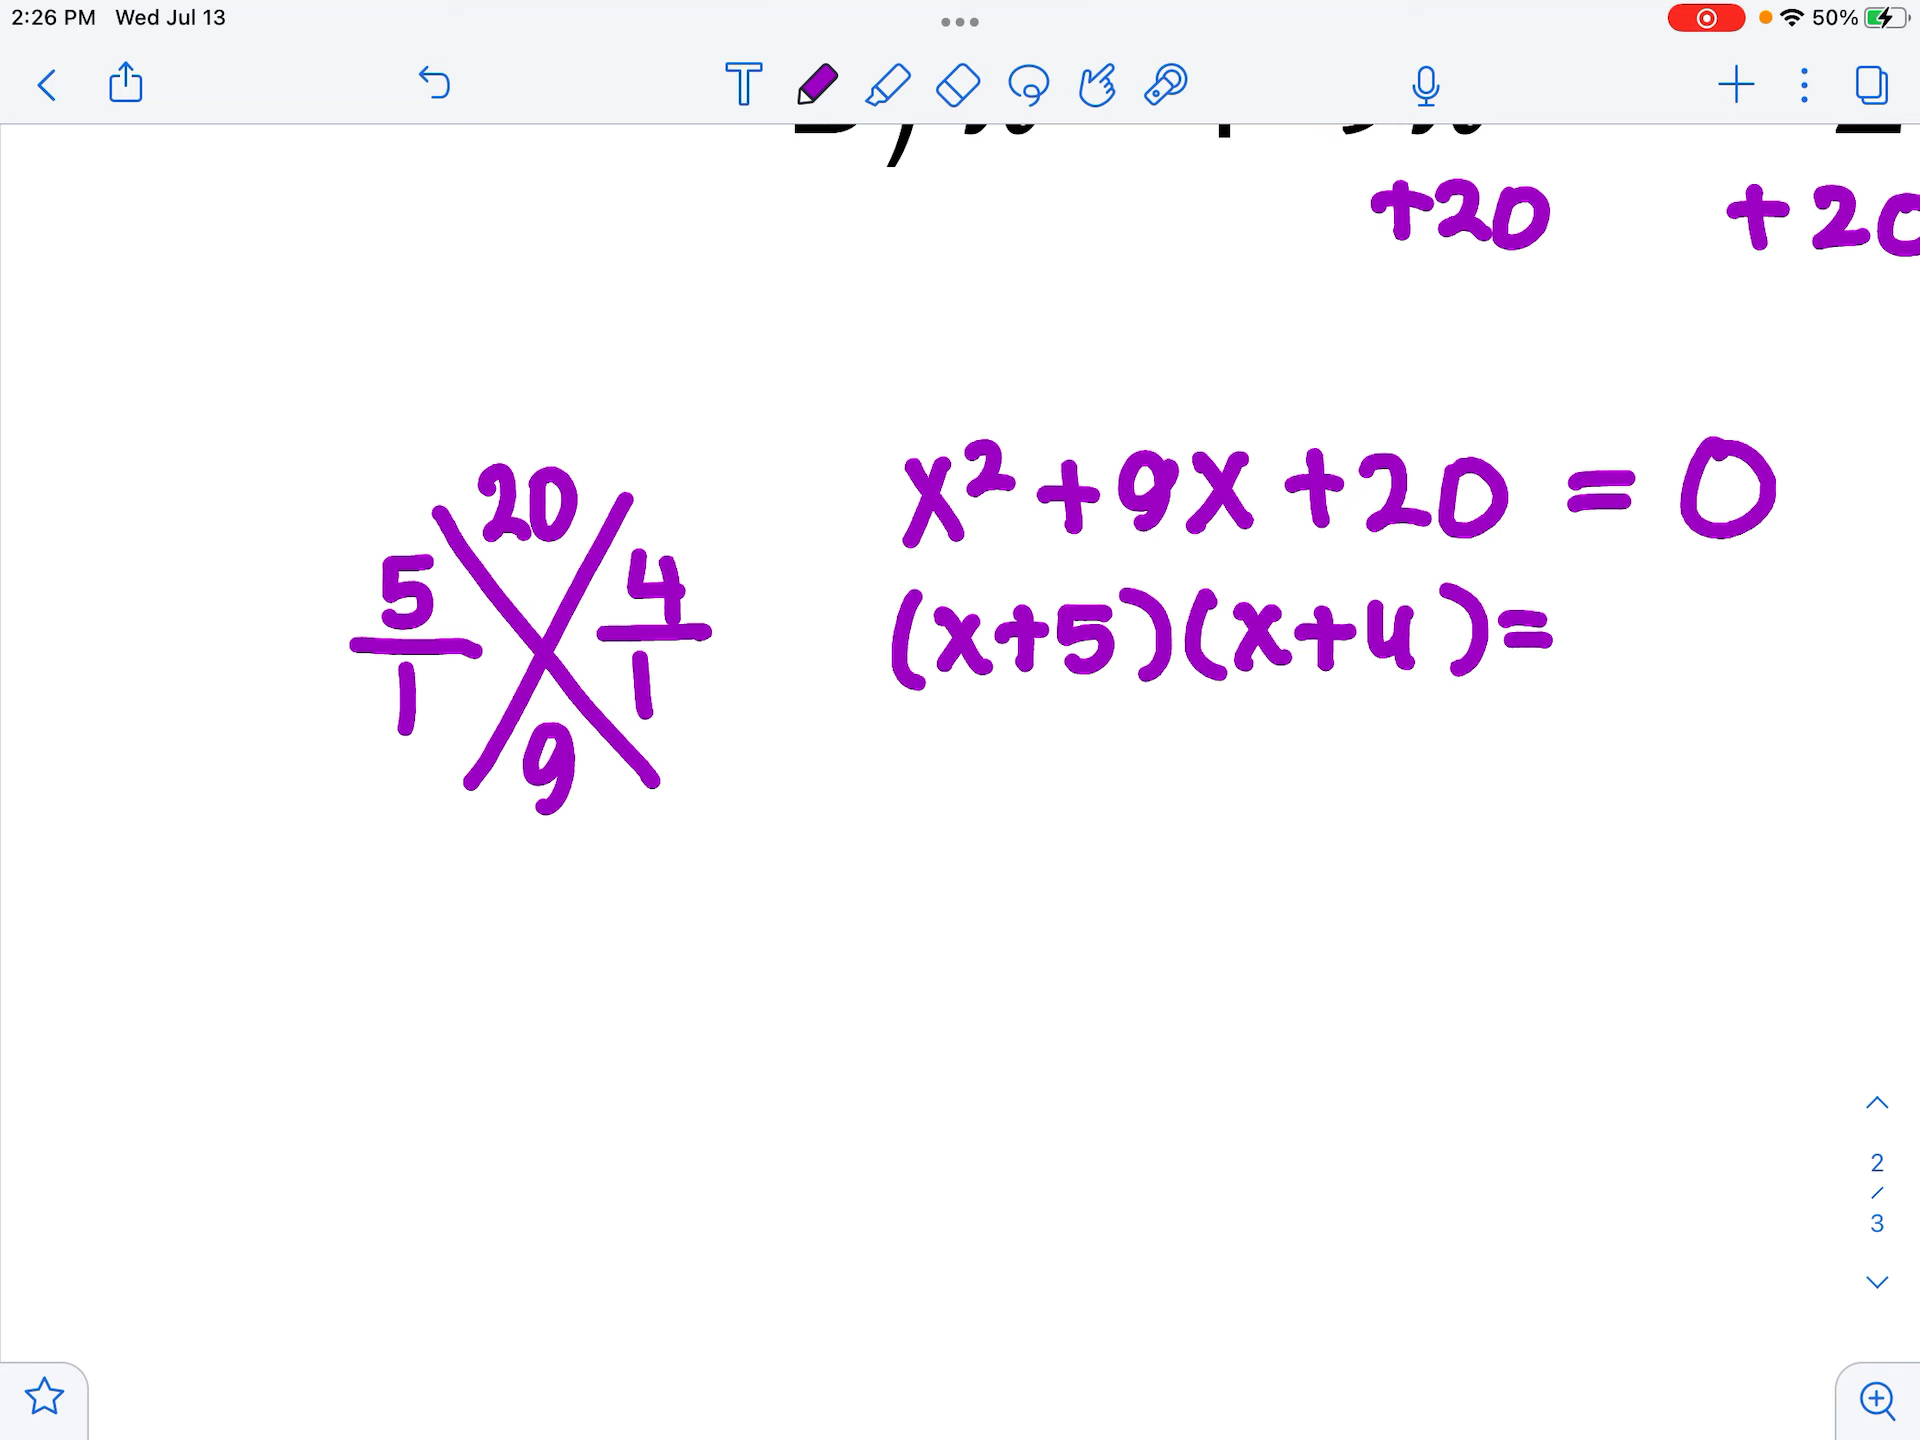 2:26 PM Wed Jul 13
50%
T
+20 +20
x² + 9x + 20 = 0
(x+5)(x+4)=
20
5 4
1 1
9
2
/
3